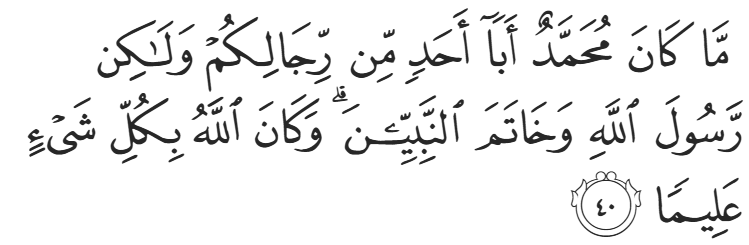 مَّا كَانَ مُحَمَّدٌ أَبَآ أَحَدٖ مِّن رِّجَالِكُمۡ وَلَٰكِن
رَّسُولَ ٱللَّهِ وَخَاتَمَ ٱلنَّبِيِّـۧنَۗ وَكَانَ ٱللَّهُ بِكُلِّ شَيۡءٍ
عَلِيمٗا ٤٠